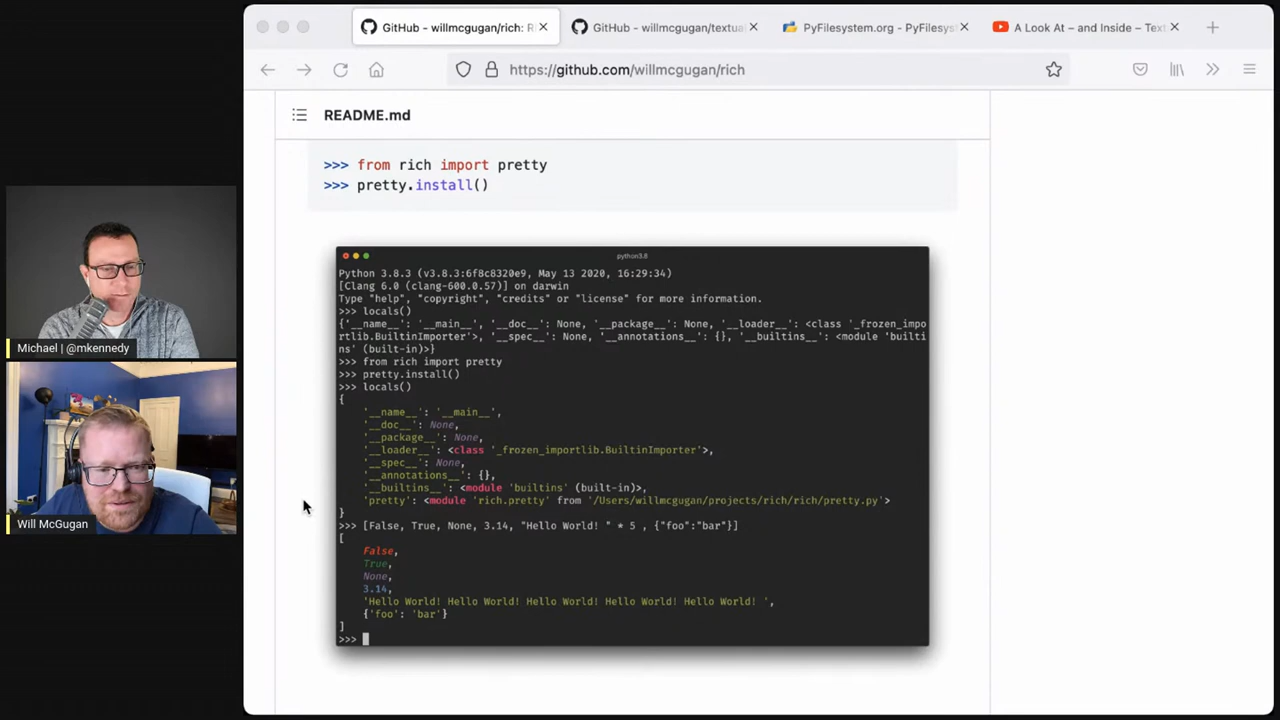 GitHub - willmcgugan/rich: R
GitHub - willmcgugan/textua
PyFilesystem.org - PyFilesys
A Look At – and Inside – Text
https://github.com/willmcgugan/rich
README.md
>>> from rich import pretty
>>> pretty.install()
python3.8
Python 3.8.3 (v3.8.3:6f8c8320e9, May 13 2020, 16:29:34)
[Clang 6.0 (clang-600.0.57)] on darwin
Type "help", "copyright", "credits" or "license" for more information.
>>> locals()
{'__name__': '__main__', '__doc__': None, '__package__': None, '__loader__': <class '_frozen_impo
rtlib.BuiltinImporter'>, '__spec__': None, '__annotations__': {}, '__builtins__': <module 'builti
ns' (built-in)>}
>>> from rich import pretty
>>> pretty.install()
>>> locals()
{
'__name__': '__main__',
'__doc__': None,
'__package__': None,
'__loader__': <class '_frozen_importlib.BuiltinImporter'>,
'__spec__': None,
'__annotations__': {},
'__builtins__': <module 'builtins' (built-in)>,
'pretty': <module 'rich.pretty' from '/Users/willmcgugan/projects/rich/rich/pretty.py'>
}
>>> [False, True, None, 3.14, "Hello World! " * 5 , {"foo":"bar"}]
[
False,
True,
None,
3.14,
'Hello World! Hello World! Hello World! Hello World! Hello World! ',
{'foo': 'bar'}
]
>>>
Michael | @mkennedy
Will McGugan